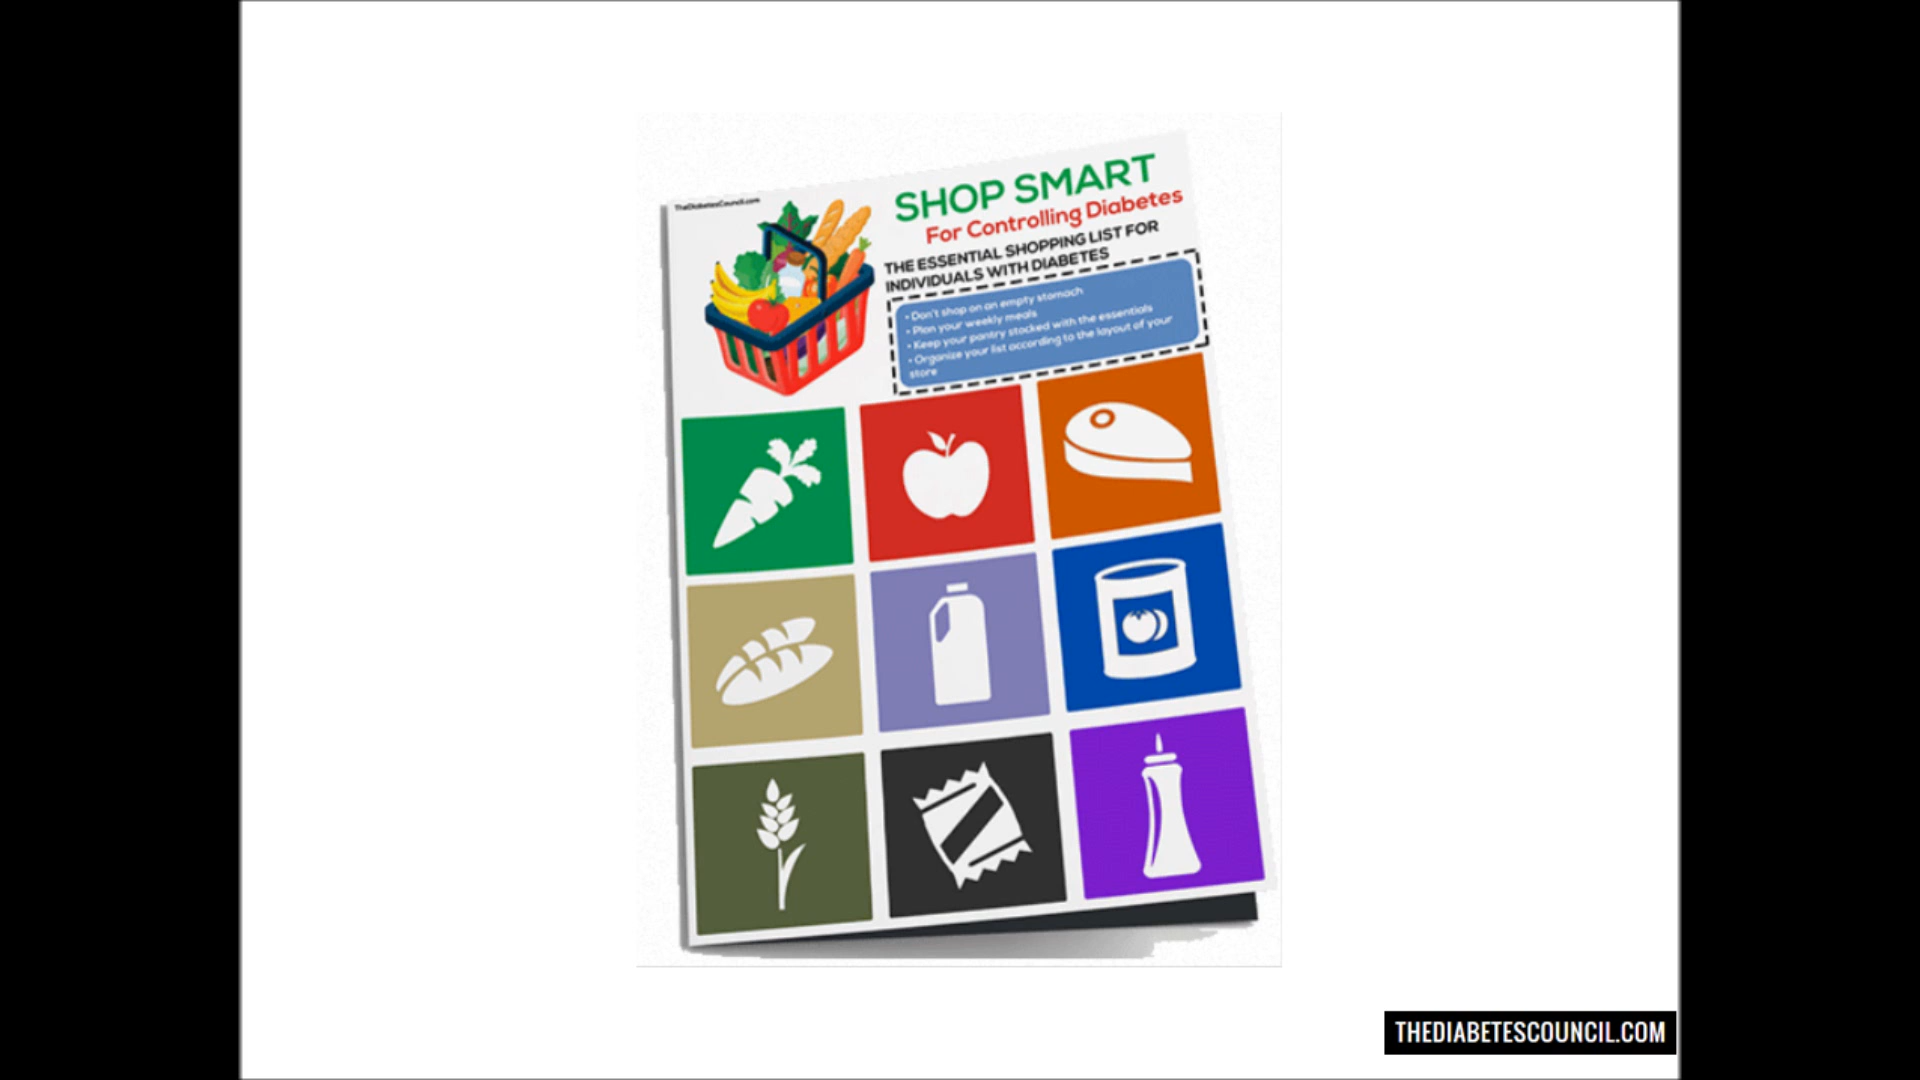 TheDiabetesCouncil.com
SHOP SMART
For Controlling Diabetes
THE ESSENTIAL SHOPPING LIST FOR
INDIVIDUALS WITH DIABETES
• Don't shop on an empty stomach
• Plan your weekly meals
• Keep your pantry stocked with the essentials
• Organise your list according to the layout of your
store
THEDIABETESCOUNCIL.COM